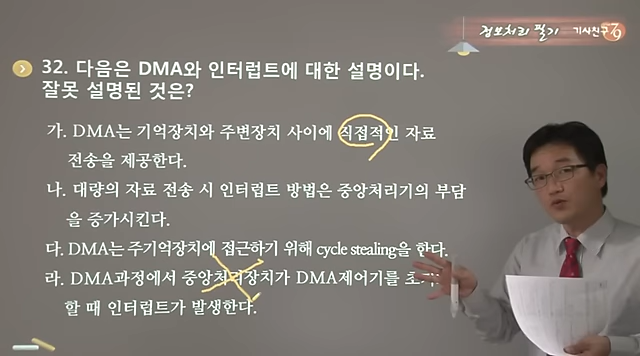 정보처리 필기 기사친구
32. 다음은 DMA와 인터럽트에 대한 설명이다.
잘못 설명된 것은?
가. DMA는 기억장치와 주변장치 사이에 직접적인 자료
전송을 제공한다.
나. 대량의 자료 전송 시 인터럽트 방법은 중앙처리기의 부담
을 증가시킨다.
다. DMA는 주기억장치에 접근하기 위해 cycle stealing을 한다.
라. DMA과정에서 중앙처리장치가 DMA제어기를
할 때 인터럽트가 발생한다.